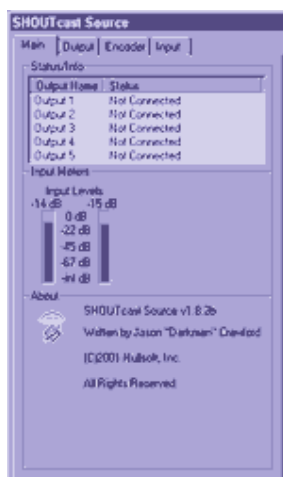 SHOUTcast Source
Main Output Encoder Input
Status/Info
Output Name Status
Output 1 Not Connected
Output 2 Not Connected
Output 3 Not Connected
Output 4 Not Connected
Output 5 Not Connected
Input Meters
Input Levels
-14 dB -15 dB
0 dB
-22 dB
-45 dB
-67 dB
-inf dB
About
SHOUTcast Source v1.8.2b
Written by Jason "Darkman" Crawford
(C)2001 Nullsoft, Inc.
All Rights Reserved